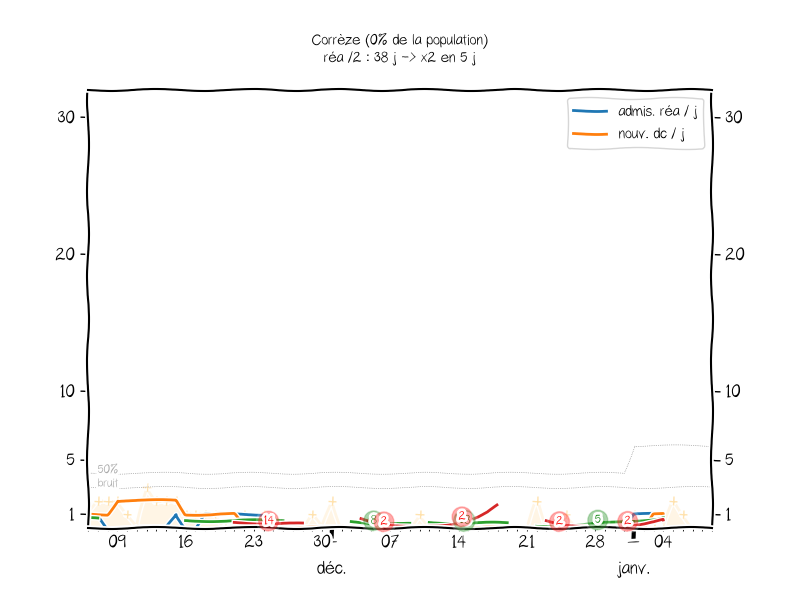 Corrèze (0% de la population)
réa /2 : 38 j -> x2 en 5 j
admis. réa / j
nouv. dc / j
30 30
20 20
10 10
5 5
50%
bruit
1 1
14 8 2 2 2 5 2
09 16 23 30 07 14 21 28 04
déc. janv.